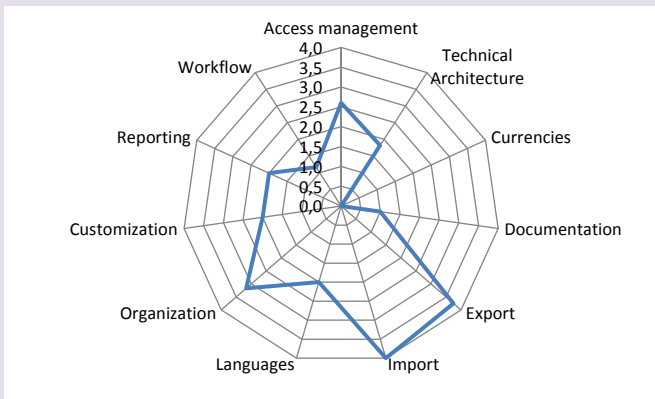 Access management
4,0
3,5
3,0
2,5
2,0
1,5
1,0
0,5
0,0
Technical
Architecture
Currencies
Documentation
Export
Import
Languages
Organization
Customization
Reporting
Workflow